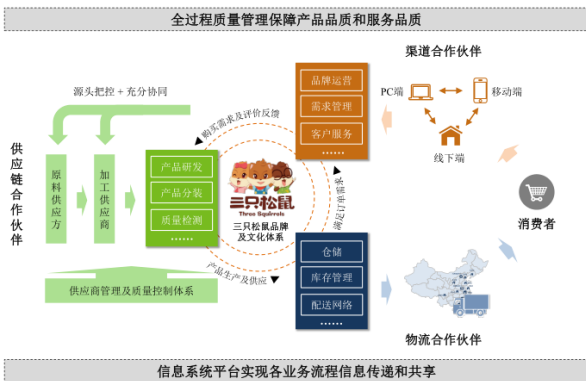 全过程质量管理保障产品品质和服务品质
渠道合作伙伴
源头把控 + 充分协同
品牌运营
需求管理
客户服务
······
PC端
移动端
线下端
购买需求及评价反馈
供应链合作伙伴
原料供应方
加工供应商
产品研发
产品分装
质量检测
······
三只松鼠
Three Squirrels
三只松鼠品牌
及文化体系
满足订单需求
消费者
产品生产及供应
仓储
库存管理
配送网络
······
供应商管理及质量控制体系
物流合作伙伴
信息系统平台实现各业务流程信息传递和共享